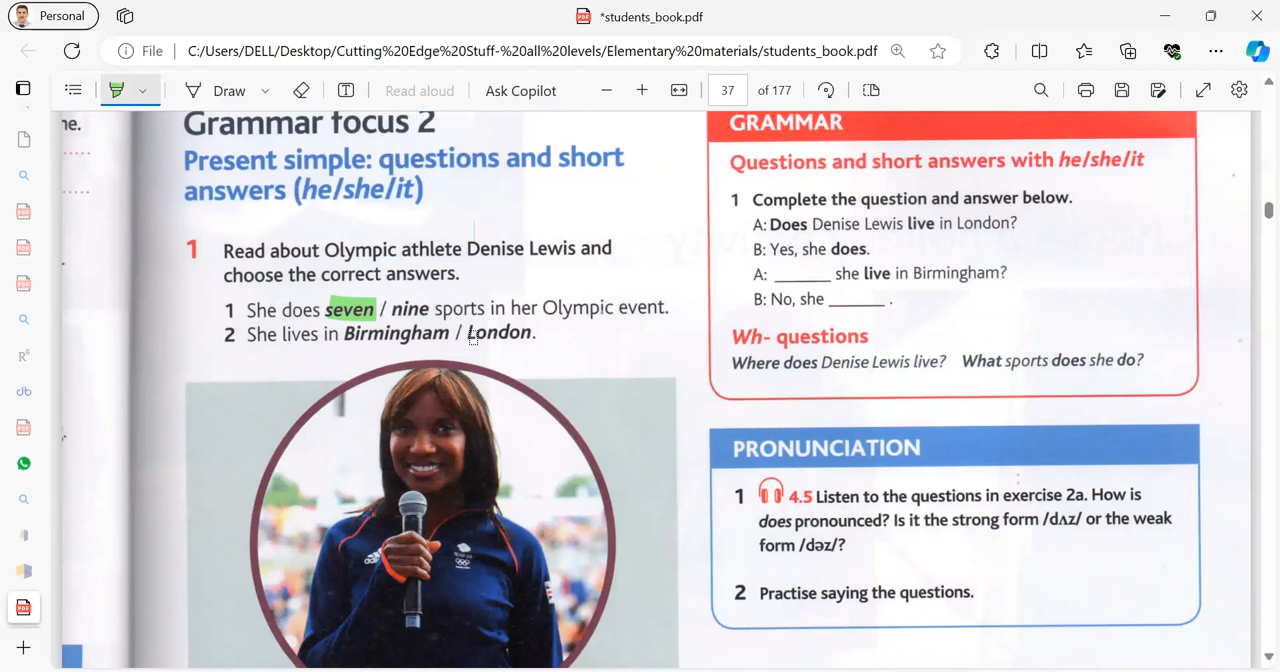 Personal
*students_book.pdf
File
C:/Users/DELL/Desktop/Cutting%20Edge%20Stuff-%20all%20levels/Elementary%20materials/students_book.pdf
Draw
Read aloud
Ask Copilot
37
of 177
ne.
Grammar focus 2
Present simple: questions and short
answers (he/she/it)
1 Read about Olympic athlete Denise Lewis and
choose the correct answers.
1 She does seven / nine sports in her Olympic event.
2 She lives in Birmingham / London.
GRAMMAR
Questions and short answers with he/she/it
1 Complete the question and answer below.
A: Does Denise Lewis live in London?
B: Yes, she does.
A: ______ she live in Birmingham?
B: No, she ______ .
Wh- questions
Where does Denise Lewis live? What sports does she do?
PRONUNCIATION
1 4.5 Listen to the questions in exercise 2a. How is
does pronounced? Is it the strong form /dʌz/ or the weak
form /dəz/?
2 Practise saying the questions.